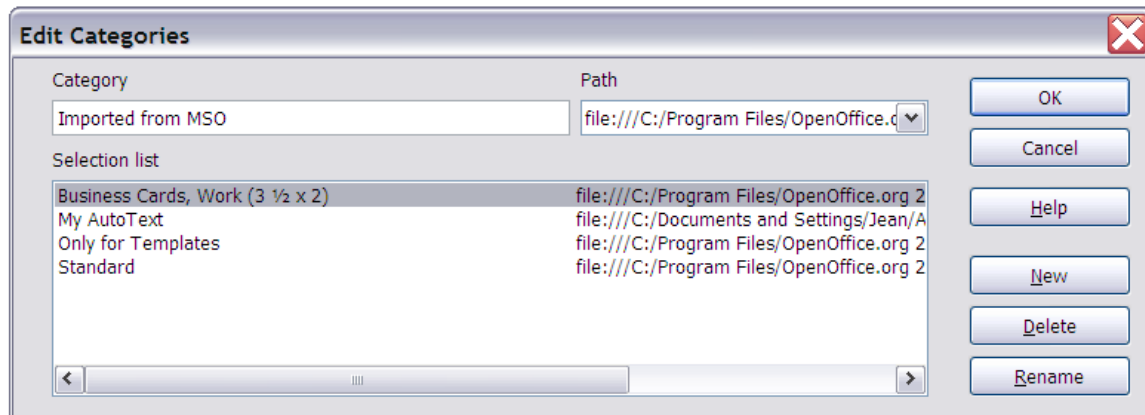 Edit Categories
Category Path
Imported from MSO file:///C:/Program Files/OpenOffice.o
OK
Cancel
Selection list
Business Cards, Work (3 ½ x 2) file:///C:/Program Files/OpenOffice.org 2
My AutoText file:///C:/Documents and Settings/Jean/A
Only for Templates file:///C:/Program Files/OpenOffice.org 2
Standard file:///C:/Program Files/OpenOffice.org 2
Help
New
Delete
Rename